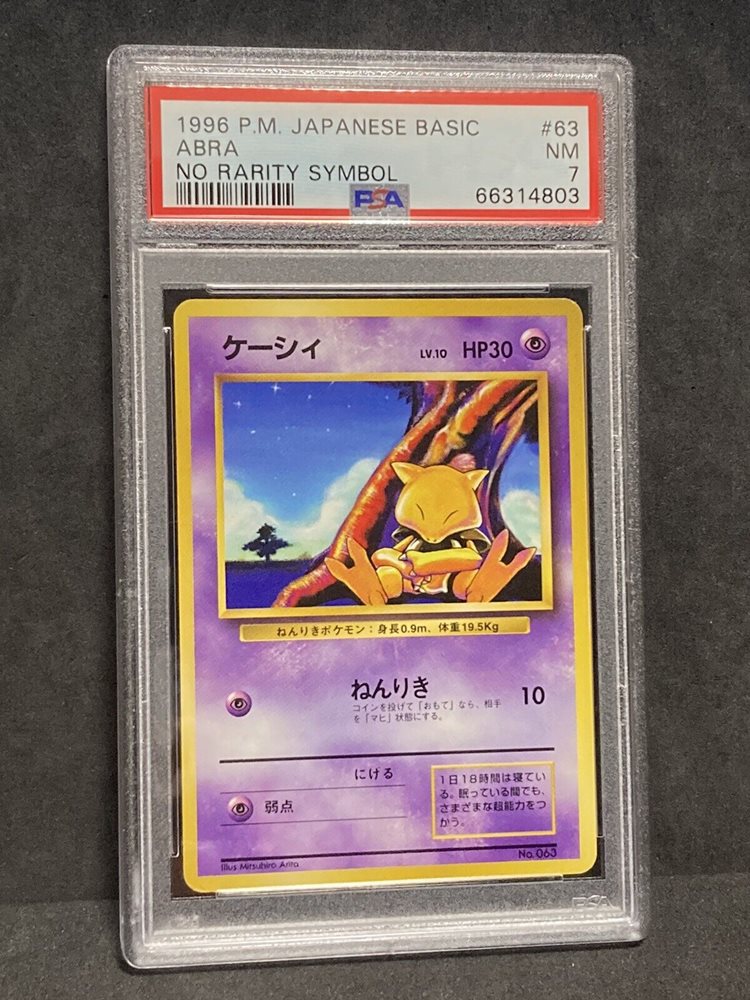 1996 P.M. JAPANESE BASIC #63
ABRA NM
NO RARITY SYMBOL 7
PSA 66314803
ケーシィ LV.10 HP30
ねんりきポケモン：身長0.9m、体重19.5Kg
ねんりき 10
コインを投げて「おもて」なら、相手
を「マヒ」状態にする。
にげる
弱点
1日18時間は寝てい
る。眠っている間でも、
さまざまな超能力をつ
かう。
No.063
Illus Mitsuhiro Arita
PSA